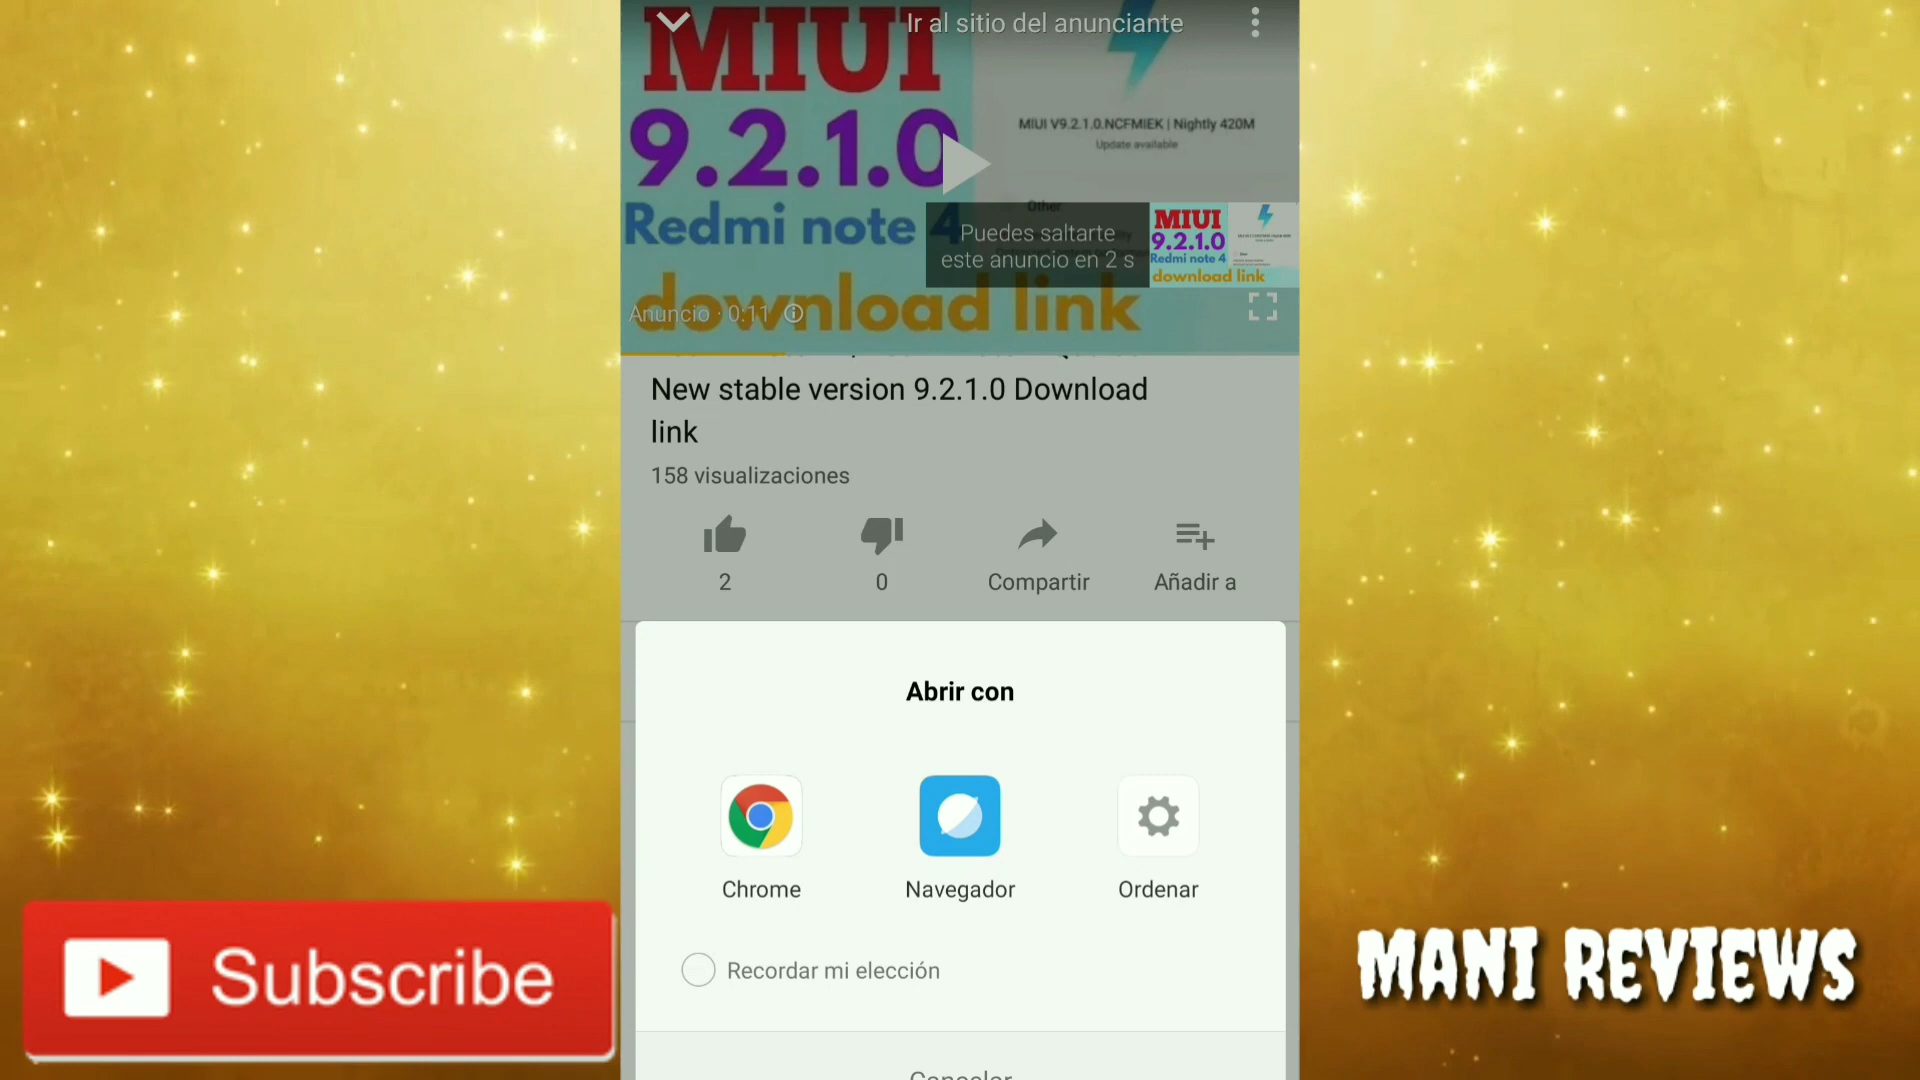 Ir al sitio del anunciante
MIUI
9.2.1.0
Redmi note 4
download link
MIUI V9.2.1.0.NCFMIEK | Nightly 420M
Update available
Other
Puedes saltarte
este anuncio en 2 s
MIUI
9.2.1.0
Redmi note 4
download link
Anuncio · 0:11
New stable version 9.2.1.0 Download
link
158 visualizaciones
2
0
Compartir
Añadir a
Abrir con
Chrome
Navegador
Ordenar
Recordar mi elección
Cancelar
Subscribe
MANI REVIEWS